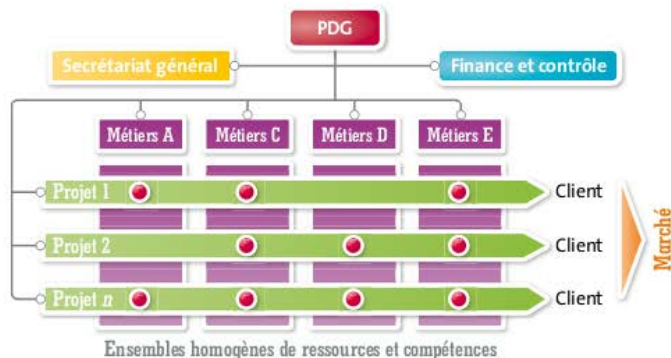 PDG
Secrétariat général
Finance et contrôle
Métiers A
Métiers C
Métiers D
Métiers E
Projet 1
Client
Projet 2
Client
Projet n
Client
Marché
Ensembles homogènes de ressources et compétences